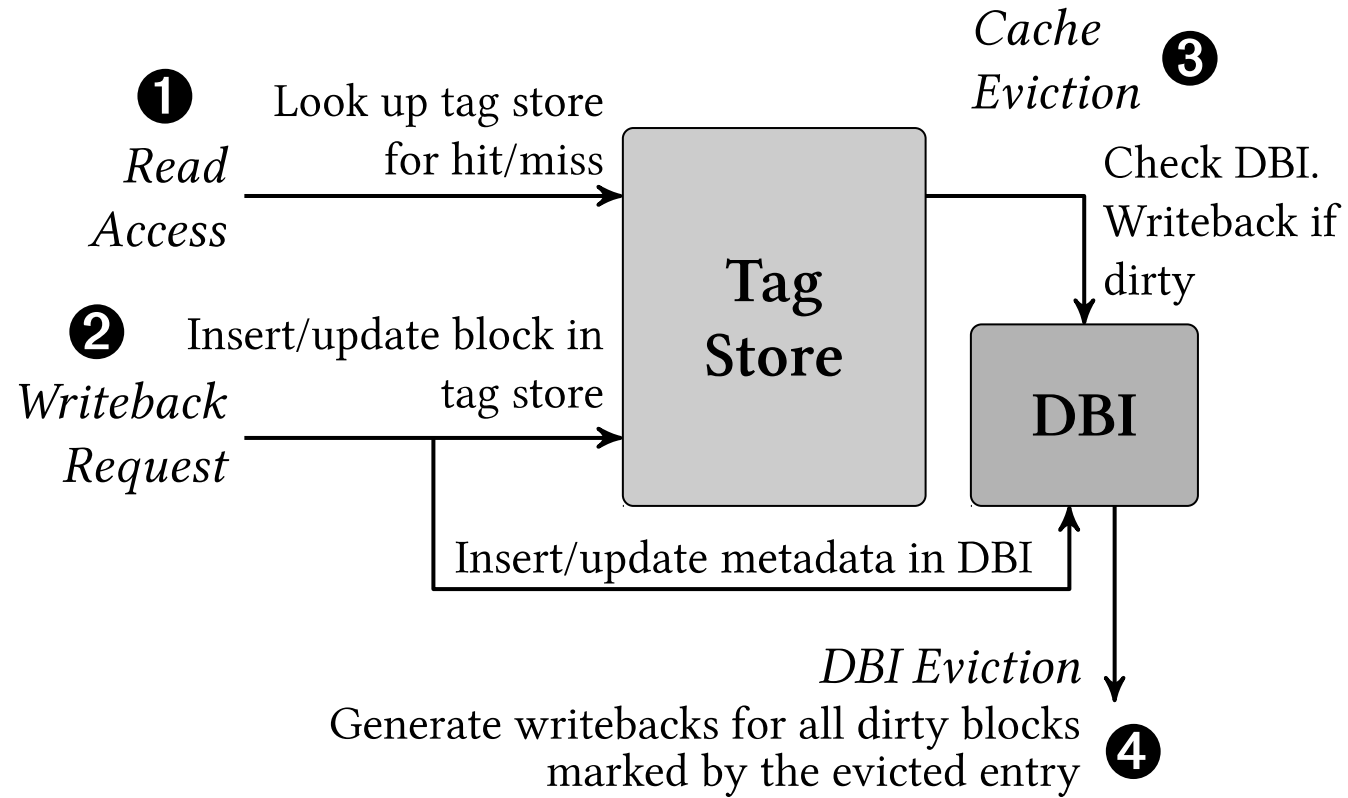 ❶
Look up tag store
for hit/miss
Read
Access
❷
Insert/update block in
tag store
Writeback
Request
Tag
Store
Cache
Eviction
❸
Check DBI.
Writeback if
dirty
DBI
Insert/update metadata in DBI
DBI Eviction
Generate writebacks for all dirty blocks
marked by the evicted entry
❹